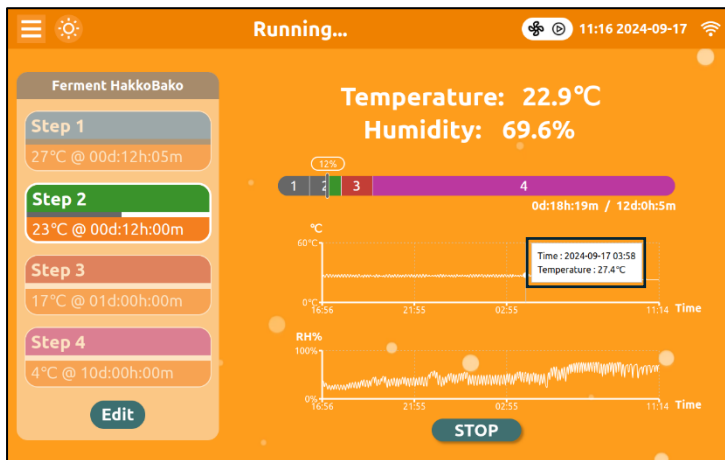 Running...
11:16 2024-09-17
Ferment HakkoBako
Step 1
27℃ @ 00d:12h:05m
Step 2
23℃ @ 00d:12h:00m
Step 3
17℃ @ 01d:00h:00m
Step 4
4℃ @ 10d:00h:00m
Edit
Temperature: 22.9℃
Humidity: 69.6%
12%
1 2 3 4
0d:18h:19m / 12d:0h:5m
℃
60℃
0℃
Time : 2024-09-17 03:58
Temperature : 27.4℃
16:56 21:55 02:55 11:14 Time
RH%
100%
0%
16:56 21:55 02:55 11:14 Time
STOP